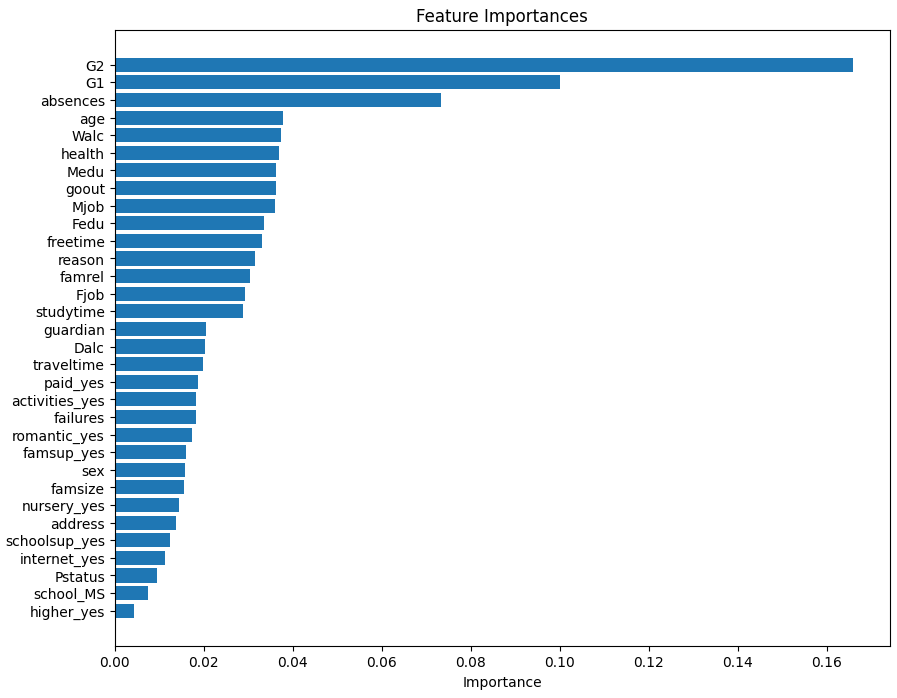 Feature Importances
G2
G1
absences
age
Walc
health
Medu
goout
Mjob
Fedu
freetime
reason
famrel
Fjob
studytime
guardian
Dalc
traveltime
paid_yes
activities_yes
failures
romantic_yes
famsup_yes
sex
famsize
nursery_yes
address
schoolsup_yes
internet_yes
Pstatus
school_MS
higher_yes
0.00 0.02 0.04 0.06 0.08 0.10 0.12 0.14 0.16
Importance